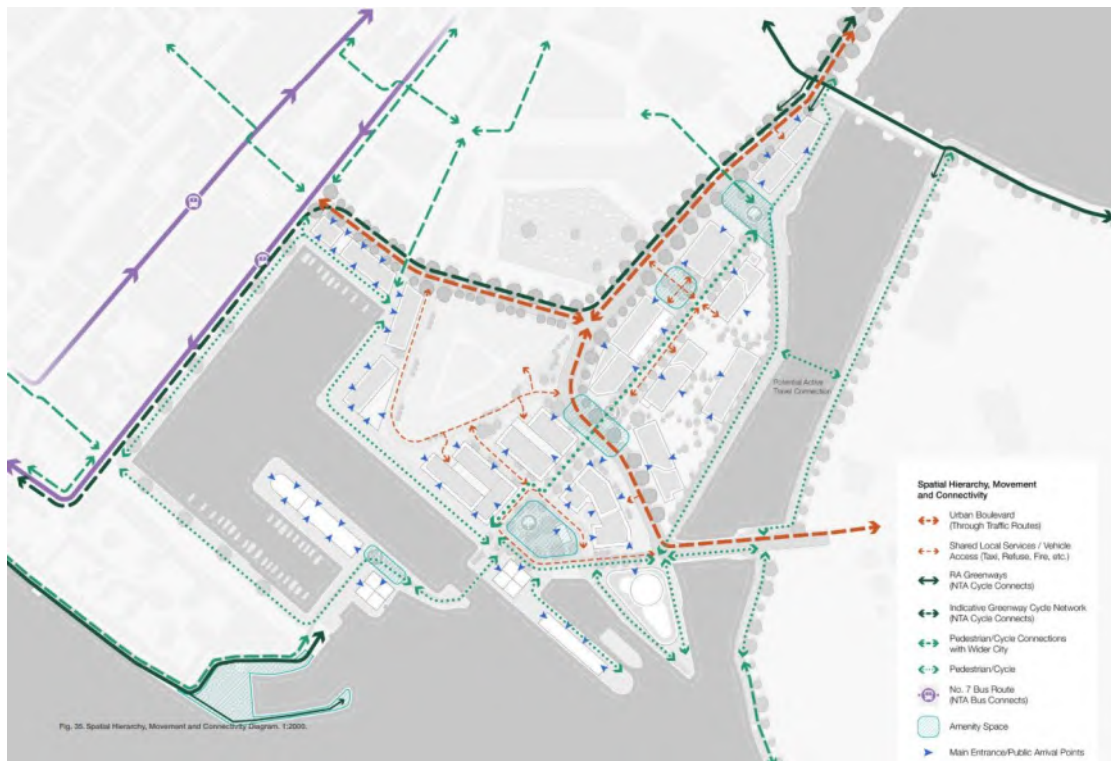 Potential Active
Travel Connection
Spatial Hierarchy, Movement
and Connectivity
Urban Boulevard
(Through Traffic Routes)
Shared Local Services / Vehicle
Access (Taxi, Refuse, Fire, etc.)
RA Greenways
(NTA Cycle Connects)
Indicative Greenway Cycle Network
(NTA Cycle Connects)
Pedestrian/Cycle Connections
with Wider City
Pedestrian/Cycle
No. 7 Bus Route
(NTA Bus Connects)
Amenity Space
Main Entrance/Public Arrival Points
Fig. 35. Spatial Hierarchy, Movement and Connectivity Diagram. 1:2500.